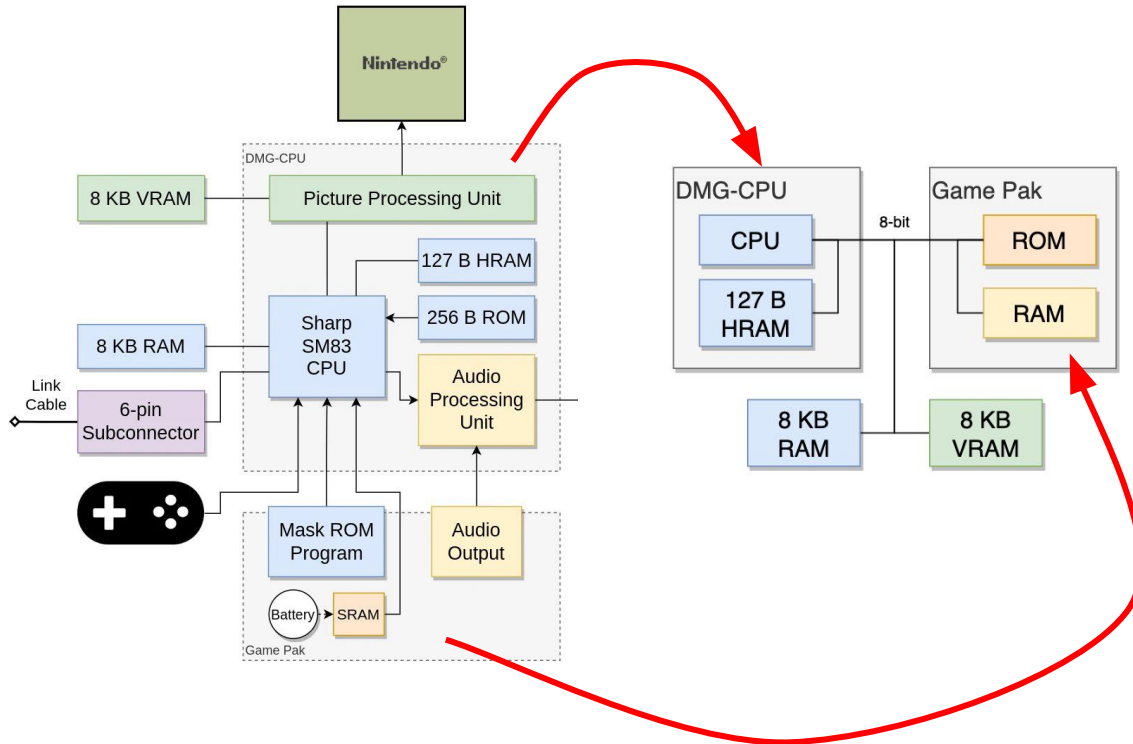 Nintendo®
DMG-CPU
8 KB VRAM
Picture Processing Unit
127 B HRAM
256 B ROM
Sharp
SM83
CPU
8 KB RAM
Audio
Processing
Unit
Link
Cable
6-pin
Subconnector
Mask ROM
Program
Audio
Output
Battery
SRAM
Game Pak
DMG-CPU
CPU
127 B
HRAM
8-bit
Game Pak
ROM
RAM
8 KB
RAM
8 KB
VRAM